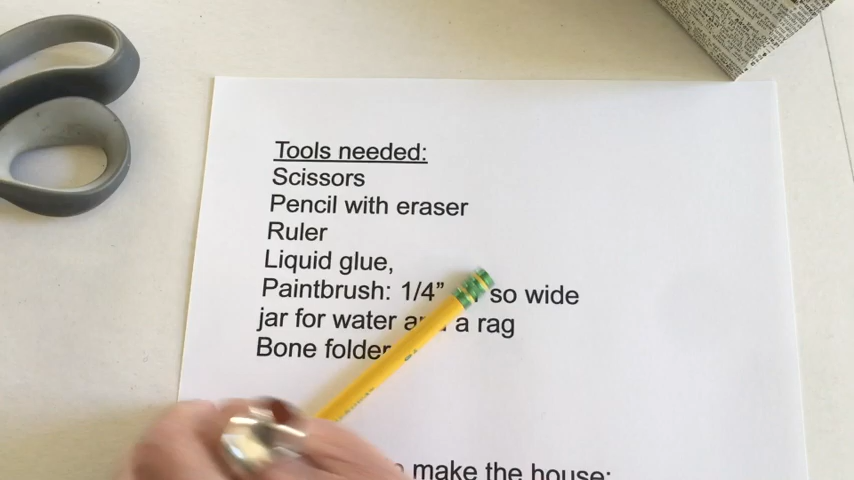 Tools needed:
Scissors
Pencil with eraser
Ruler
Liquid glue,
Paintbrush: 1/4” so wide
jar for water a rag
Bone folder
make the house: